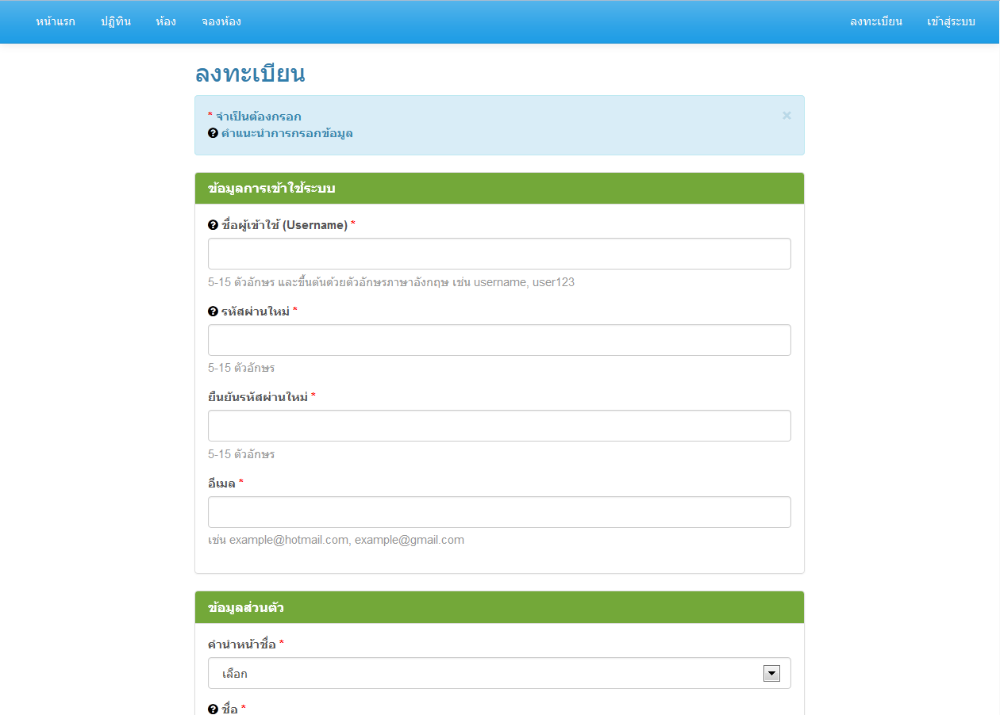 หน้าแรก ปฏิทิน ห้อง จองห้อง ลงทะเบียน เข้าสู่ระบบ
ลงทะเบียน
* จำเป็นต้องกรอก ×
? คำแนะนำการกรอกข้อมูล
ข้อมูลการเข้าใช้ระบบ
? ชื่อผู้เข้าใช้ (Username) *
5-15 ตัวอักษร และขึ้นต้นด้วยตัวอักษรภาษาอังกฤษ เช่น username, user123
? รหัสผ่านใหม่ *
5-15 ตัวอักษร
ยืนยันรหัสผ่านใหม่ *
5-15 ตัวอักษร
อีเมล *
เช่น example@hotmail.com, example@gmail.com
ข้อมูลส่วนตัว
คำนำหน้าชื่อ *
เลือก
? ชื่อ *